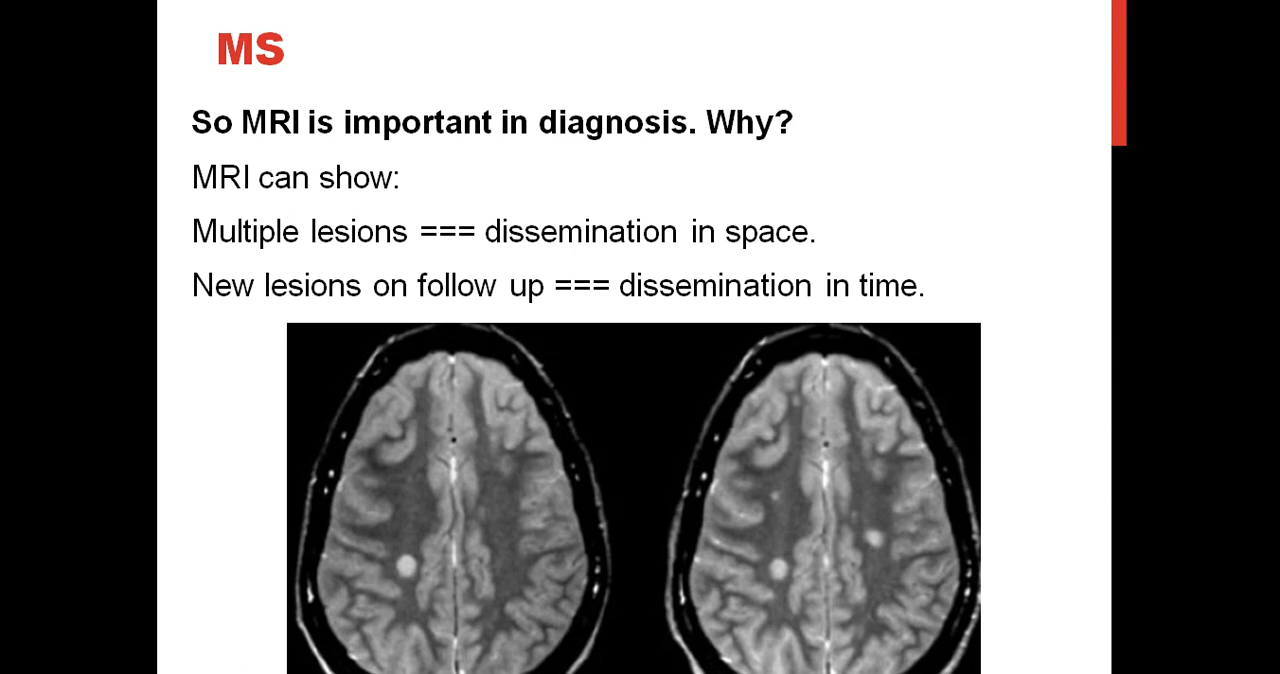 MS
So MRI is important in diagnosis. Why?
MRI can show:
Multiple lesions === dissemination in space.
New lesions on follow up === dissemination in time.